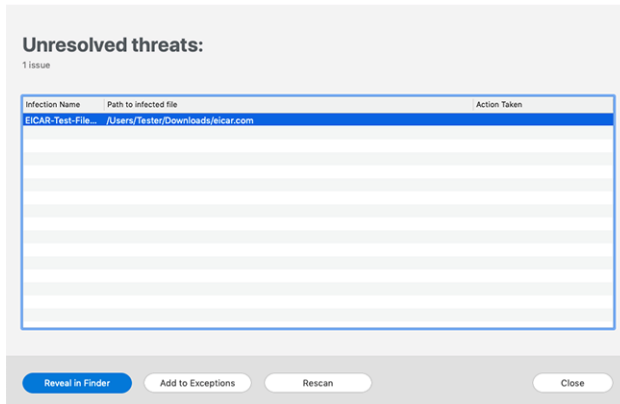 Unresolved threats:
1 issue
Infection Name Path to infected file Action Taken
EICAR-Test-File... /Users/Tester/Downloads/eicar.com
Reveal in Finder Add to Exceptions Rescan Close